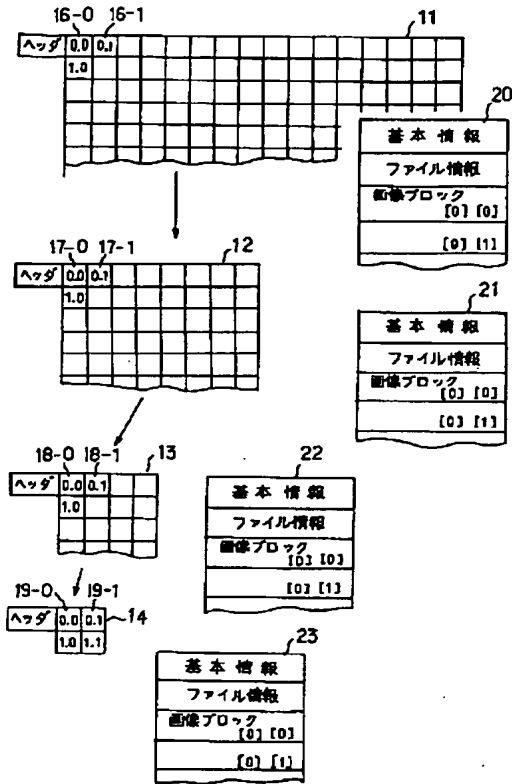 16-0 16-1 11
ヘッダ 0.0 0.1
1.0
20
基本情報
ファイル情報
画像ブロック
[0] [0]
[0] [1]
17-0 17-1 12
ヘッダ 0.0 0.1
1.0
21
基本情報
ファイル情報
画像ブロック
[0] [0]
[0] [1]
18-0 18-1 13
ヘッダ 0.0 0.1
1.0
22
基本情報
ファイル情報
画像ブロック
[0] [0]
[0] [1]
19-0 19-1 14
ヘッダ 0.0 0.1
1.0 1.1
23
基本情報
ファイル情報
画像ブロック
[0] [0]
[0] [1]